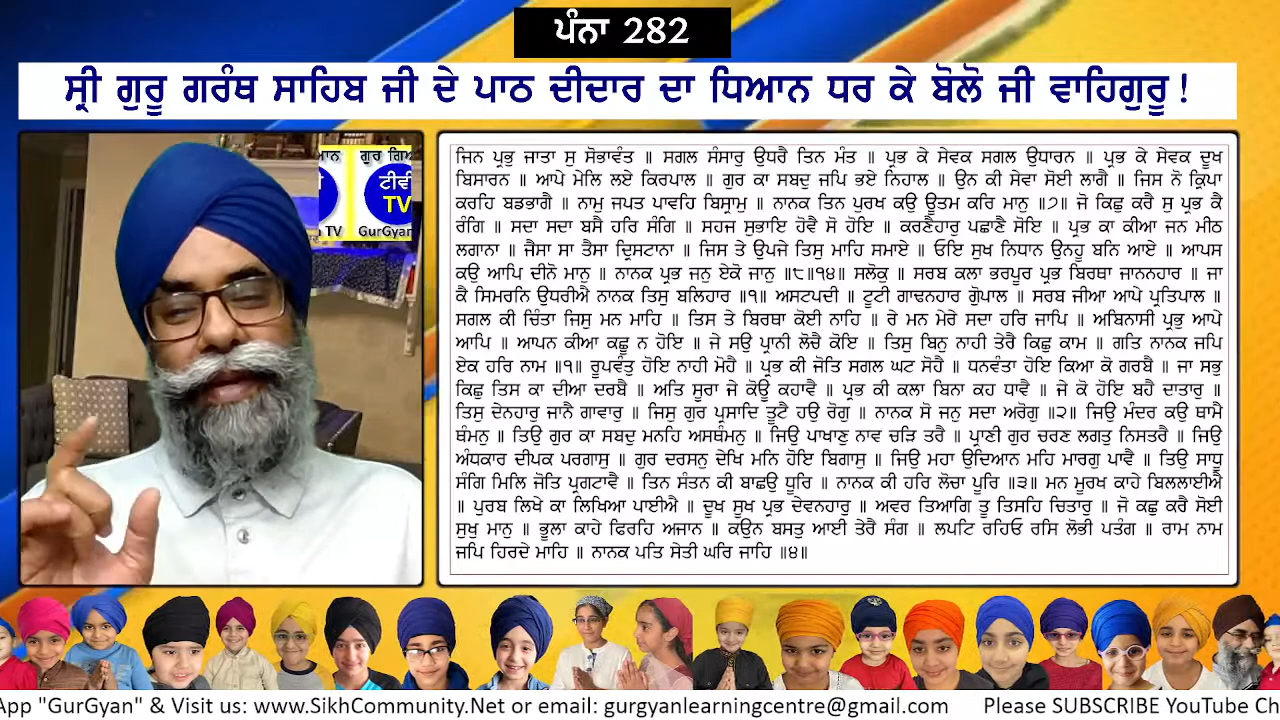 ਪੰਨਾ 282
ਸ੍ਰੀ ਗੁਰੂ ਗਰੰਥ ਸਾਹਿਬ ਜੀ ਦੇ ਪਾਠ ਦੀਦਾਰ ਦਾ ਧਿਆਨ ਧਰ ਕੇ ਬੋਲੋ ਜੀ ਵਾਹਿਗੁਰੂ!
ਗੁਰ ਗਿਆ
ਟੀਵੀ
TV
TV
GurGyan
ਜਿਨ ਪ੍ਰਭੁ ਜਾਤਾ ਸੁ ਸੋਭਾਵੰਤ ॥ ਸਗਲ ਸੰਸਾਰੁ ਉਧਰੈ ਤਿਨ ਮੰਤ ॥ ਪ੍ਰਭ ਕੇ ਸੇਵਕ ਸਗਲ ਉਧਾਰਨ ॥ ਪ੍ਰਭ ਕੇ ਸੇਵਕ ਦੂਖ
ਬਿਸਾਰਨ ॥ ਆਪੇ ਮੇਲਿ ਲਏ ਕਿਰਪਾਲ ॥ ਗੁਰ ਕਾ ਸਬਦੁ ਜਪਿ ਭਏ ਨਿਹਾਲ ॥ ਉਨ ਕੀ ਸੇਵਾ ਸੋਈ ਲਾਗੈ ॥ ਜਿਸ ਨੋ ਕ੍ਰਿਪਾ
ਕਰਹਿ ਬਡਭਾਗੈ ॥ ਨਾਮੁ ਜਪਤ ਪਾਵਹਿ ਬਿਸ੍ਰਾਮੁ ॥ ਨਾਨਕ ਤਿਨ ਪੁਰਖ ਕਉ ਊਤਮ ਕਰਿ ਮਾਨੁ ॥੭॥ ਜੋ ਕਿਛੁ ਕਰੈ ਸੁ ਪ੍ਰਭ ਕੈ
ਰੰਗਿ ॥ ਸਦਾ ਸਦਾ ਬਸੈ ਹਰਿ ਸੰਗਿ ॥ ਸਹਜ ਸੁਭਾਇ ਹੋਵੈ ਸੋ ਹੋਇ ॥ ਕਰਣੈਹਾਰੁ ਪਛਾਣੈ ਸੋਇ ॥ ਪ੍ਰਭ ਕਾ ਕੀਆ ਜਨ ਮੀਠ
ਲਗਾਨਾ ॥ ਜੈਸਾ ਸਾ ਤੈਸਾ ਦ੍ਰਿਸਟਾਨਾ ॥ ਜਿਸ ਤੇ ਉਪਜੇ ਤਿਸੁ ਮਾਹਿ ਸਮਾਏ ॥ ਓਇ ਸੁਖ ਨਿਧਾਨ ਉਨਹੂ ਬਨਿ ਆਏ ॥ ਆਪਸ
ਕਉ ਆਪਿ ਦੀਨੋ ਮਾਨੁ ॥ ਨਾਨਕ ਪ੍ਰਭ ਜਨੁ ਏਕੋ ਜਾਨੁ ॥੮॥੧੪॥ ਸਲੋਕੁ ॥ ਸਰਬ ਕਲਾ ਭਰਪੂਰ ਪ੍ਰਭ ਬਿਰਥਾ ਜਾਨਨਹਾਰ ॥ ਜਾ
ਕੈ ਸਿਮਰਨਿ ਉਧਰੀਐ ਨਾਨਕ ਤਿਸੁ ਬਲਿਹਾਰ ॥੧॥ ਅਸਟਪਦੀ ॥ ਟੂਟੀ ਗਾਢਨਹਾਰ ਗੋੁਪਾਲ ॥ ਸਰਬ ਜੀਆ ਆਪੇ ਪ੍ਰਤਿਪਾਲ ॥
ਸਗਲ ਕੀ ਚਿੰਤਾ ਜਿਸੁ ਮਨ ਮਾਹਿ ॥ ਤਿਸ ਤੇ ਬਿਰਥਾ ਕੋਈ ਨਾਹਿ ॥ ਰੇ ਮਨ ਮੇਰੇ ਸਦਾ ਹਰਿ ਜਾਪਿ ॥ ਅਬਿਨਾਸੀ ਪ੍ਰਭੁ ਆਪੇ
ਆਪਿ ॥ ਆਪਨ ਕੀਆ ਕਛੂ ਨ ਹੋਇ ॥ ਜੇ ਸਉ ਪ੍ਰਾਨੀ ਲੋਚੈ ਕੋਇ ॥ ਤਿਸੁ ਬਿਨੁ ਨਾਹੀ ਤੇਰੈ ਕਿਛੁ ਕਾਮ ॥ ਗਤਿ ਨਾਨਕ ਜਪਿ
ਏਕ ਹਰਿ ਨਾਮ ॥੧॥ ਰੂਪਵੰਤੁ ਹੋਇ ਨਾਹੀ ਮੋਹੈ ॥ ਪ੍ਰਭ ਕੀ ਜੋਤਿ ਸਗਲ ਘਟ ਸੋਹੈ ॥ ਧਨਵੰਤਾ ਹੋਇ ਕਿਆ ਕੋ ਗਰਬੈ ॥ ਜਾ ਸਭੁ
ਕਿਛੁ ਤਿਸ ਕਾ ਦੀਆ ਦਰਬੈ ॥ ਅਤਿ ਸੂਰਾ ਜੇ ਕੋਊ ਕਹਾਵੈ ॥ ਪ੍ਰਭ ਕੀ ਕਲਾ ਬਿਨਾ ਕਹ ਧਾਵੈ ॥ ਜੇ ਕੋ ਹੋਇ ਬਹੈ ਦਾਤਾਰੁ ॥
ਤਿਸੁ ਦੇਨਹਾਰੁ ਜਾਨੈ ਗਾਵਾਰੁ ॥ ਜਿਸੁ ਗੁਰ ਪ੍ਰਸਾਦਿ ਤੂਟੈ ਹਉ ਰੋਗੁ ॥ ਨਾਨਕ ਸੋ ਜਨੁ ਸਦਾ ਅਰੋਗੁ ॥੨॥ ਜਿਉ ਮੰਦਰ ਕਉ ਥਾਮੈ
ਥੰਮਨੁ ॥ ਤਿਉ ਗੁਰ ਕਾ ਸਬਦੁ ਮਨਹਿ ਅਸਥੰਮਨੁ ॥ ਜਿਉ ਪਾਖਾਣੁ ਨਾਵ ਚੜਿ ਤਰੈ ॥ ਪ੍ਰਾਣੀ ਗੁਰ ਚਰਣ ਲਗਤੁ ਨਿਸਤਰੈ ॥ ਜਿਉ
ਅੰਧਕਾਰ ਦੀਪਕ ਪਰਗਾਸੁ ॥ ਗੁਰ ਦਰਸਨੁ ਦੇਖਿ ਮਨਿ ਹੋਇ ਬਿਗਾਸੁ ॥ ਜਿਉ ਮਹਾ ਉਦਿਆਨ ਮਹਿ ਮਾਰਗੁ ਪਾਵੈ ॥ ਤਿਉ ਸਾਧੂ
ਸੰਗਿ ਮਿਲਿ ਜੋਤਿ ਪ੍ਰਗਟਾਵੈ ॥ ਤਿਨ ਸੰਤਨ ਕੀ ਬਾਛਉ ਧੂਰਿ ॥ ਨਾਨਕ ਕੀ ਹਰਿ ਲੋਚਾ ਪੂਰਿ ॥੩॥ ਮਨ ਮੂਰਖ ਕਾਹੇ ਬਿਲਲਾਈਐ
॥ ਪੁਰਬ ਲਿਖੇ ਕਾ ਲਿਖਿਆ ਪਾਈਐ ॥ ਦੂਖ ਸੂਖ ਪ੍ਰਭ ਦੇਵਨਹਾਰੁ ॥ ਅਵਰ ਤਿਆਗਿ ਤੂ ਤਿਸਹਿ ਚਿਤਾਰੁ ॥ ਜੋ ਕਛੁ ਕਰੈ ਸੋਈ
ਸੁਖੁ ਮਾਨੁ ॥ ਭੂਲਾ ਕਾਹੇ ਫਿਰਹਿ ਅਜਾਨ ॥ ਕਉਨ ਬਸਤੁ ਆਈ ਤੇਰੈ ਸੰਗ ॥ ਲਪਟਿ ਰਹਿਓ ਰਸਿ ਲੋਭੀ ਪਤੰਗ ॥ ਰਾਮ ਨਾਮ
ਜਪਿ ਹਿਰਦੇ ਮਾਹਿ ॥ ਨਾਨਕ ਪਤਿ ਸੇਤੀ ਘਰਿ ਜਾਹਿ ॥੪॥
App "GurGyan" & Visit us: www.SikhCommunity.Net or email: gurgyanlearningcentre@gmail.com Please SUBSCRIBE YouTube Ch